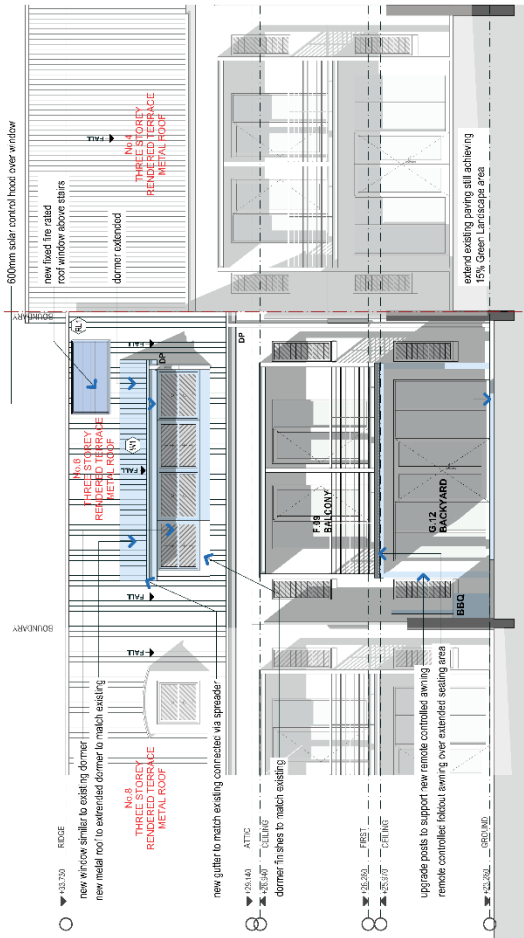 600mm solar control hood over window
new fixed fire rated
roof window above stairs
dormer extended
BOUNDARY
BOUNDARY
RIDGE
+33.750
new window similar to existing dormer
new metal roof to extrended dormer to match existing
No.8
THREE STOREY
RENDERED TERRACE
METAL ROOF
No.6
THREE STOREY
RENDERED TERRACE
METAL ROOF
No.4
THREE STOREY
RENDERED TERRACE
METAL ROOF
FALL
FALL
FALL
FALL
FALL
W1
DP
DP
new gutter to match existing connected via spreader
ATTIC
+29.140
CEILING
+28.940
dormer finishes to match existing
F.09
BALCONY
FIRST
+26.260
CEILING
+25.970
G.12
BACKYARD
BBQ
upgrade posts to support new remote controlled awning
remote controlled foldout awning over extended seating area
extend existing paving still achieving
15% Green Landscape area
GROUND
+23.260